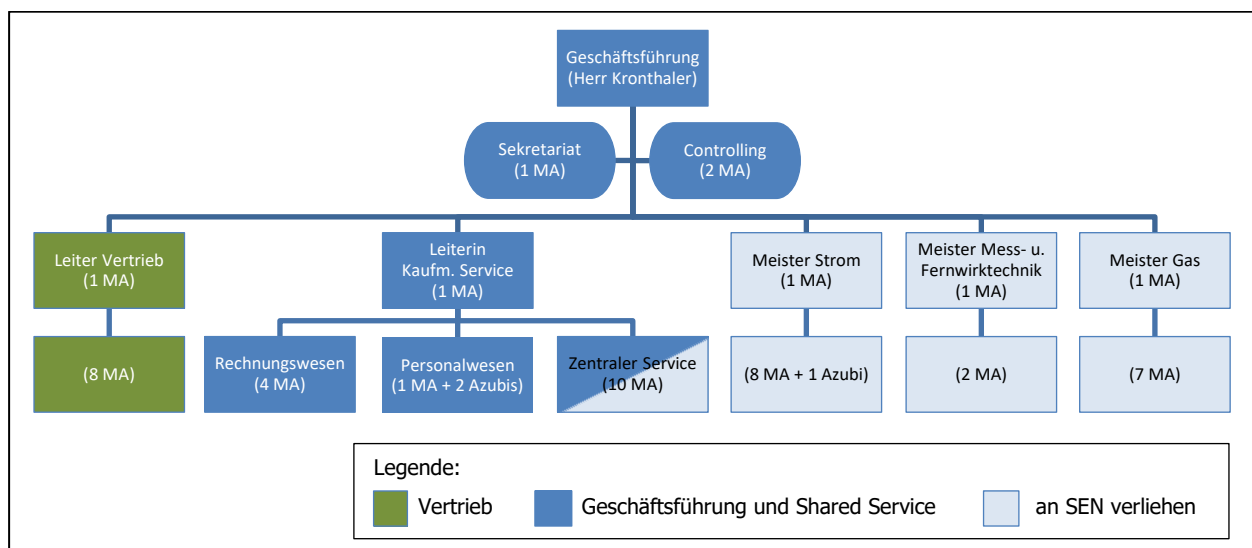 Geschäftsführung
(Herr Kronthaler)
Sekretariat
(1 MA)
Controlling
(2 MA)
Leiter Vertrieb
(1 MA)
Leiterin
Kaufm. Service
(1 MA)
Meister Strom
(1 MA)
Meister Mess- u.
Fernwirktechnik
(1 MA)
Meister Gas
(1 MA)
(8 MA)
Rechnungswesen
(4 MA)
Personalwesen
(1 MA + 2 Azubis)
Zentraler Service
(10 MA)
(8 MA + 1 Azubi)
(2 MA)
(7 MA)
Legende:
Vertrieb
Geschäftsführung und Shared Service
an SEN verliehen